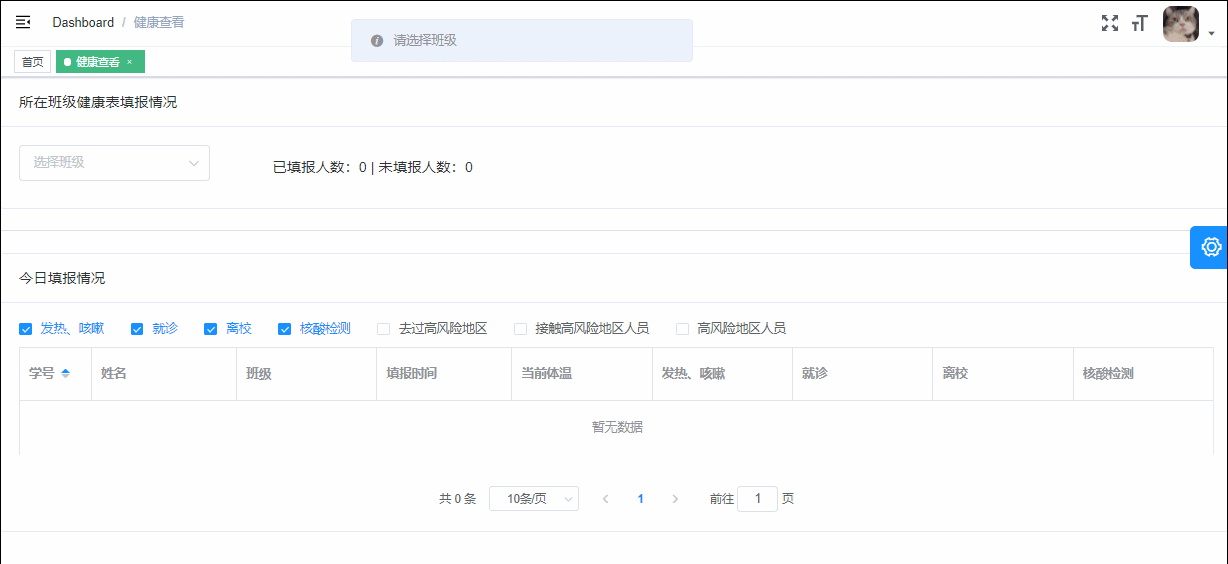 Dashboard / 健康查看
请选择班级
首页
健康查看 ×
所在班级健康表填报情况
选择班级
已填报人数：0 | 未填报人数：0
今日填报情况
发热、咳嗽 就诊 离校 核酸检测 去过高风险地区 接触高风险地区人员 高风险地区人员
学号 姓名 班级 填报时间 当前体温 发热、咳嗽 就诊 离校 核酸检测
暂无数据
共 0 条 10条/页 1 前往 1 页